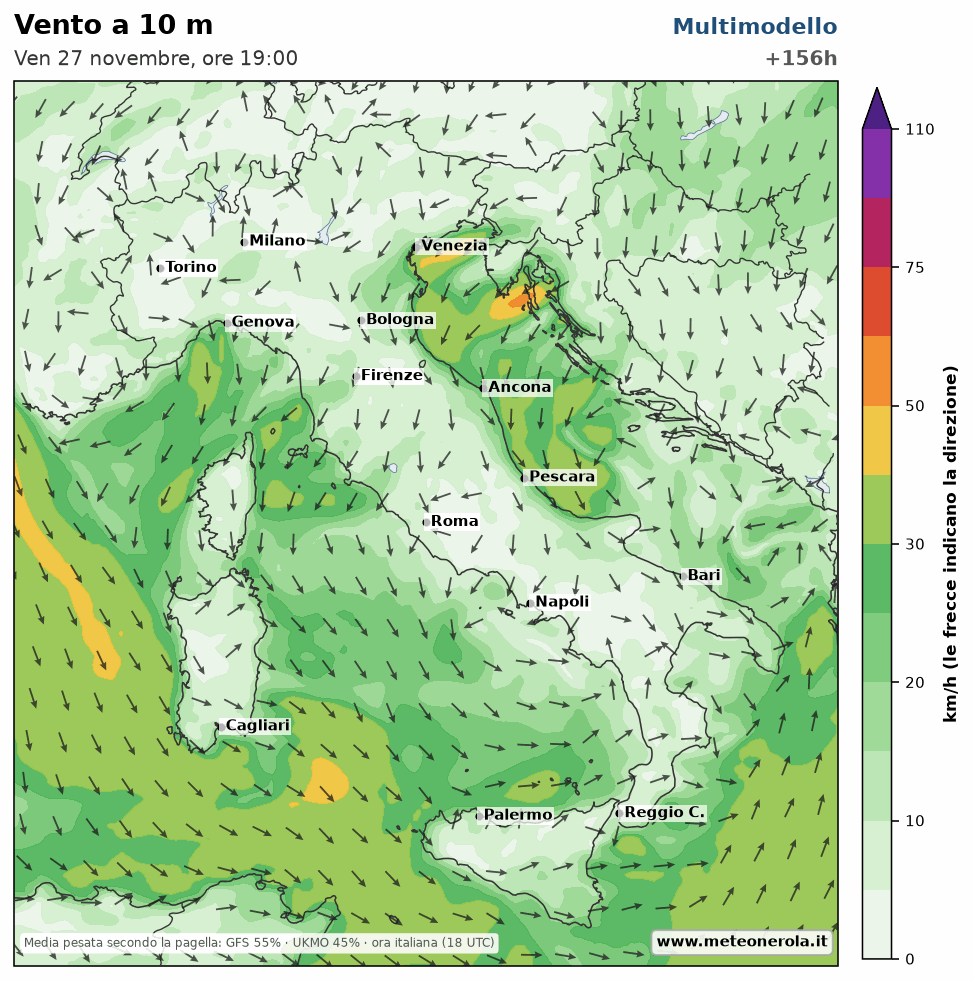 Vento a 10 m
Multimodello
Ven 27 novembre, ore 19:00
+156h
110
Venezia
Milano
Torino
75
Bologna
Genova
Firenze
Ancona
50
Pescara
Roma
30
Bari
Napoli
20
Cagliari
Palermo
Reggio C.
10
Media pesata secondo la pagella: GFS 55% · UKMO 45% · ora italiana (18 UTC)
www.meteonerola.it
0
km/h (le frecce indicano la direzione)